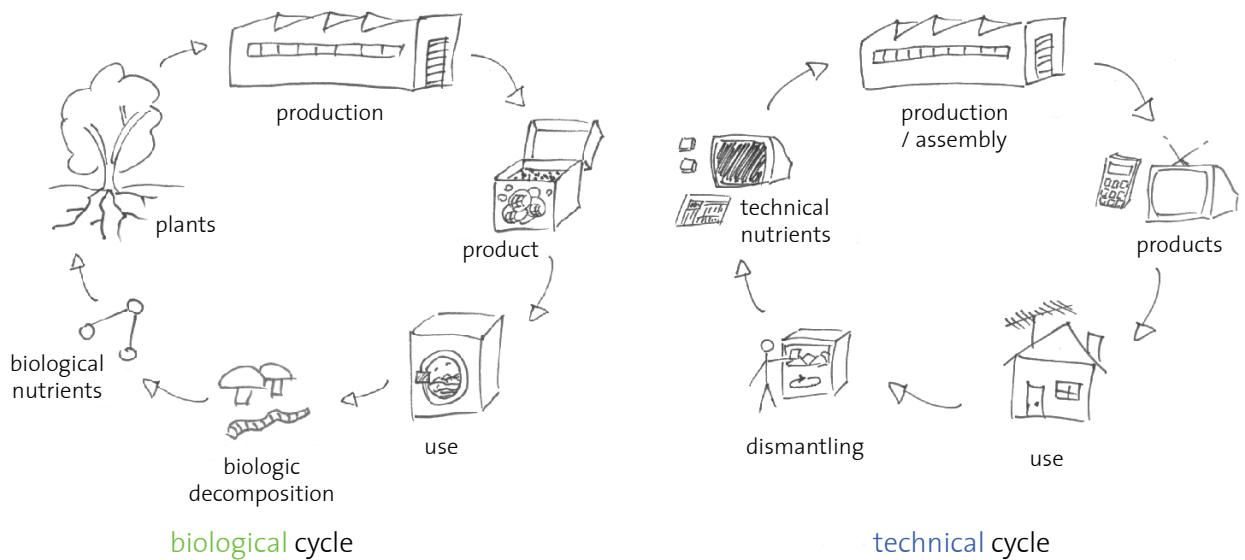 production
product
use
biologic
decomposition
biological
nutrients
plants
biological cycle
production
/ assembly
products
use
dismantling
technical
nutrients
technical cycle